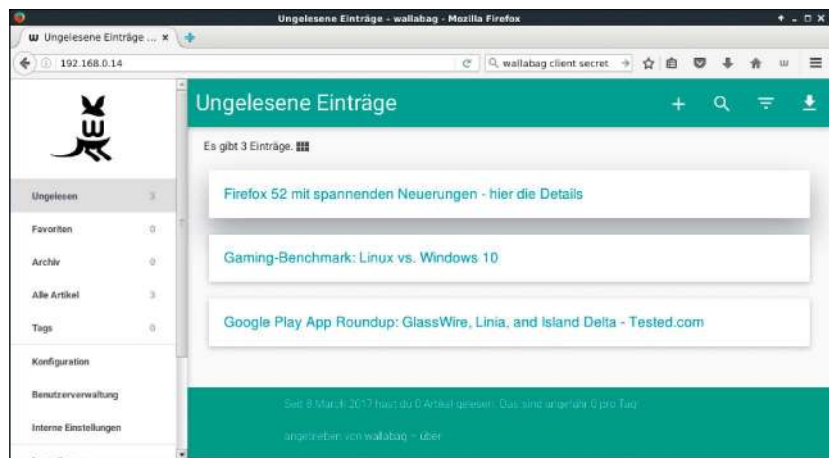 Ungelesene Einträge - wallabag - Mozilla Firefox
w Ungelesene Einträge ... ×
192.168.0.14
wallabag client secret
w
Ungelesene Einträge
Es gibt 3 Einträge.
Ungelesen 3
Favoriten 0
Archiv 0
Alle Artikel 3
Tags 0
Konfiguration
Benutzerverwaltung
Interne Einstellungen
Firefox 52 mit spannenden Neuerungen - hier die Details
Gaming-Benchmark: Linux vs. Windows 10
Google Play App Roundup: GlassWire, Linia, and Island Delta - Tested.com
Seit 8 March 2017 hast du 0 Artikel gelesen. Das sind ungefähr 0 pro Tag!
angetrieben von wallabag – über